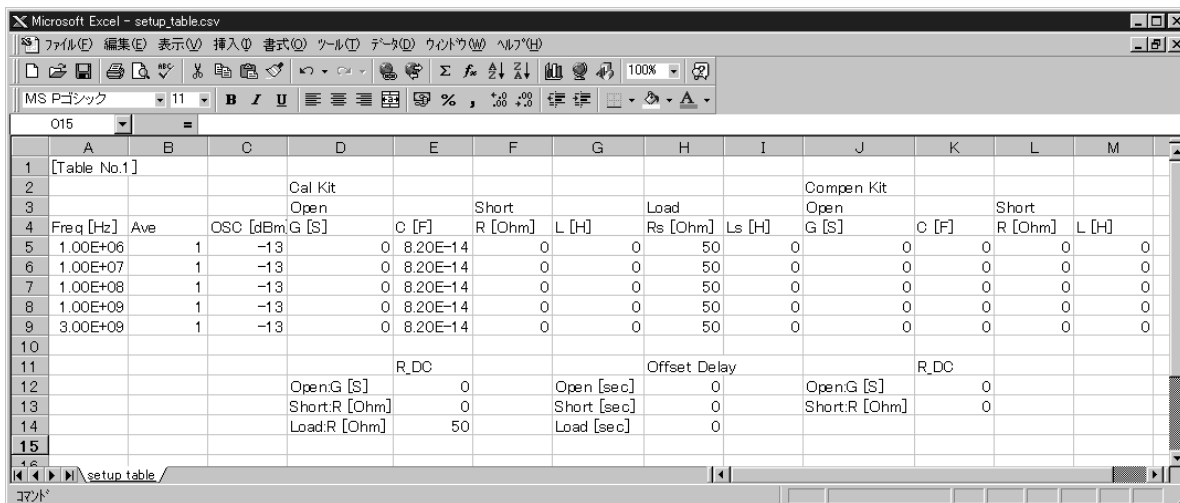 Microsoft Excel - setup_table.csv
ファイル(F) 編集(E) 表示(V) 挿入(I) 書式(O) ツール(T) データ(D) ウィンドウ(W) ヘルプ(H)
100%
MS Pゴシック 11 B I U % ,
O15 =
A B C D E F G H I J K L M
1 [Table No.1]
2 Cal Kit Compen Kit
3 Open Short Load Open Short
4 Freq [Hz] Ave OSC [dBm G [S] C [F] R [Ohm] L [H] Rs [Ohm] Ls [H] G [S] C [F] R [Ohm] L [H]
5 1.00E+06 1 -13 0 8.20E-14 0 0 50 0 0 0 0 0
6 1.00E+07 1 -13 0 8.20E-14 0 0 50 0 0 0 0 0
7 1.00E+08 1 -13 0 8.20E-14 0 0 50 0 0 0 0 0
8 1.00E+09 1 -13 0 8.20E-14 0 0 50 0 0 0 0 0
9 3.00E+09 1 -13 0 8.20E-14 0 0 50 0 0 0 0 0
10
11 R_DC Offset Delay R_DC
12 Open:G [S] 0 Open [sec] 0 Open:G [S] 0
13 Short:R [Ohm] 0 Short [sec] 0 Short:R [Ohm] 0
14 Load:R [Ohm] 50 Load [sec] 0
15
16
setup table
コマンド